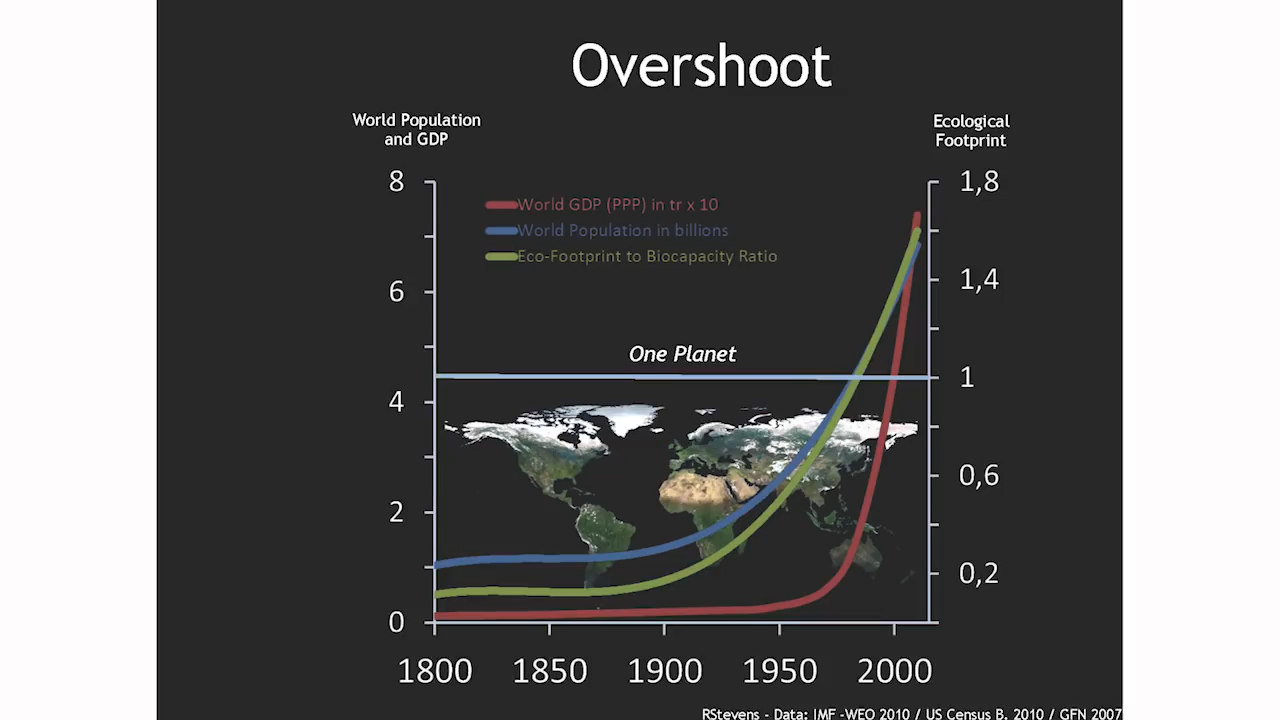 Overshoot
World Population
and GDP
Ecological
Footprint
8
1,8
World GDP (PPP) in tr x 10
World Population in billions
Eco-Footprint to Biocapacity Ratio
6
1,4
One Planet
1
4
0,6
2
0,2
0
1800 1850 1900 1950 2000
RStevens - Data: IMF -WEO 2010 / US Census B. 2010 / GFN 2007